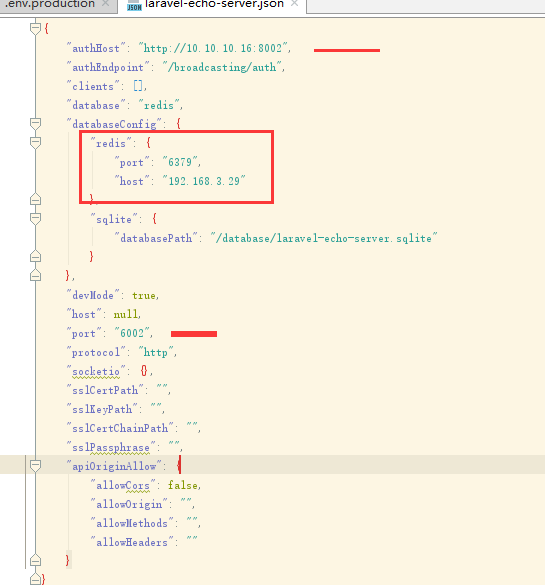 .env.production × laravel-echo-server.json ×
{
"authHost": "http://10.10.10.16:8002",
"authEndpoint": "/broadcasting/auth",
"clients": [],
"database": "redis",
"databaseConfig": {
"redis": {
"port": "6379",
"host": "192.168.3.29"
},
"sqlite": {
"databasePath": "/database/laravel-echo-server.sqlite"
}
},
"devMode": true,
"host": null,
"port": "6002",
"protocol": "http",
"socketio": {},
"sslCertPath": "",
"sslKeyPath": "",
"sslCertChainPath": "",
"sslPassphrase": "",
"apiOriginAllow": {
"allowCors": false,
"allowOrigin": "",
"allowMethods": "",
"allowHeaders": ""
}
}